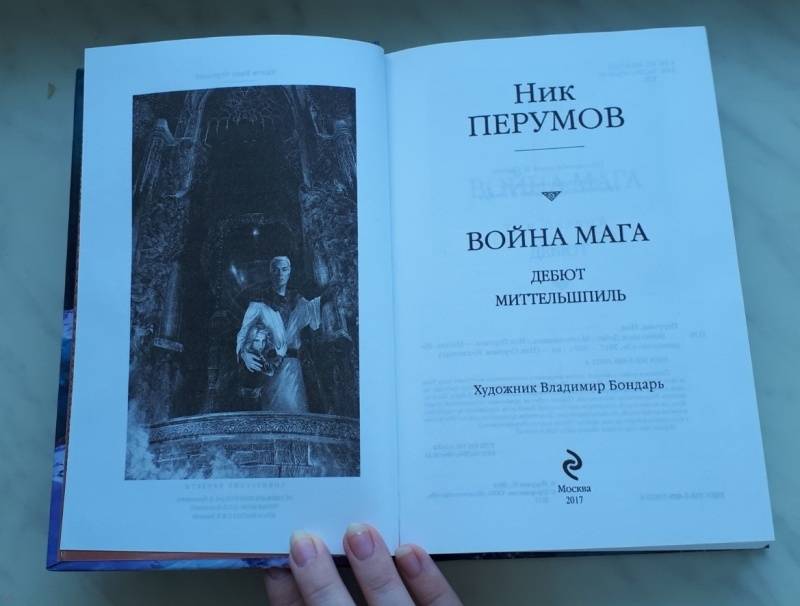 Ник
ПЕРУМОВ
ВОЙНА МАГА
ДЕБЮТ
МИТТЕЛЬШПИЛЬ
Художник Владимир Бондарь
Москва
2017